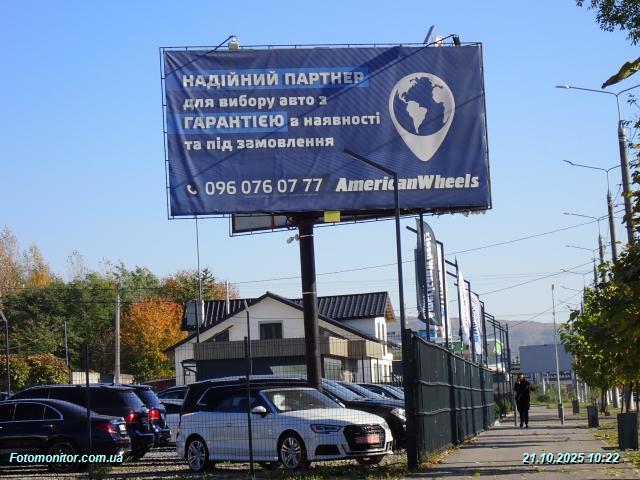 НАДІЙНИЙ ПАРТНЕР
для вибору авто з
ГАРАНТІЄЮ в наявності
та під замовлення
096 076 07 77 AmericanWheels
Fotomonitor.com.ua
21.10.2025 10:22